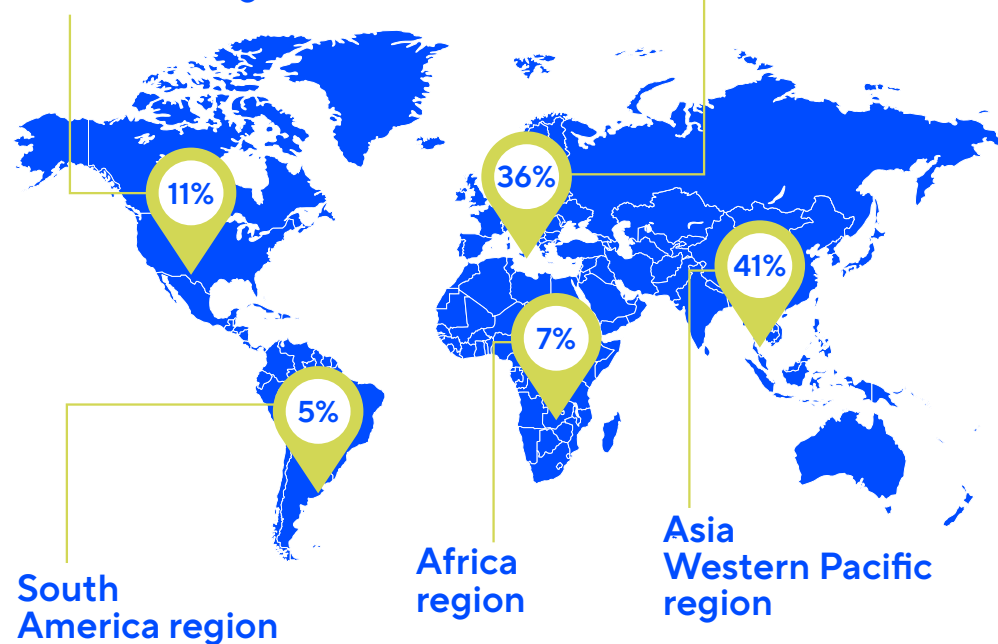 11%
36%
41%
7%
5%
South
America region
Africa
region
Asia
Western Pacific
region